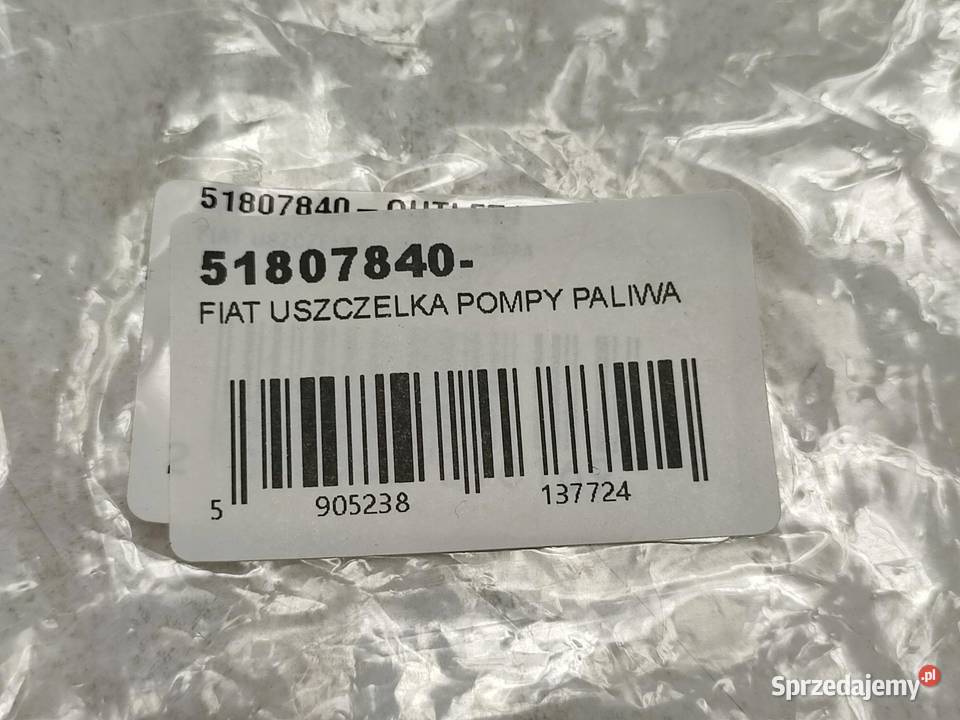 51807840 –
51807840-
FIAT USZCZELKA POMPY PALIWA
5 905238 137724
Sprzedajemy.pl